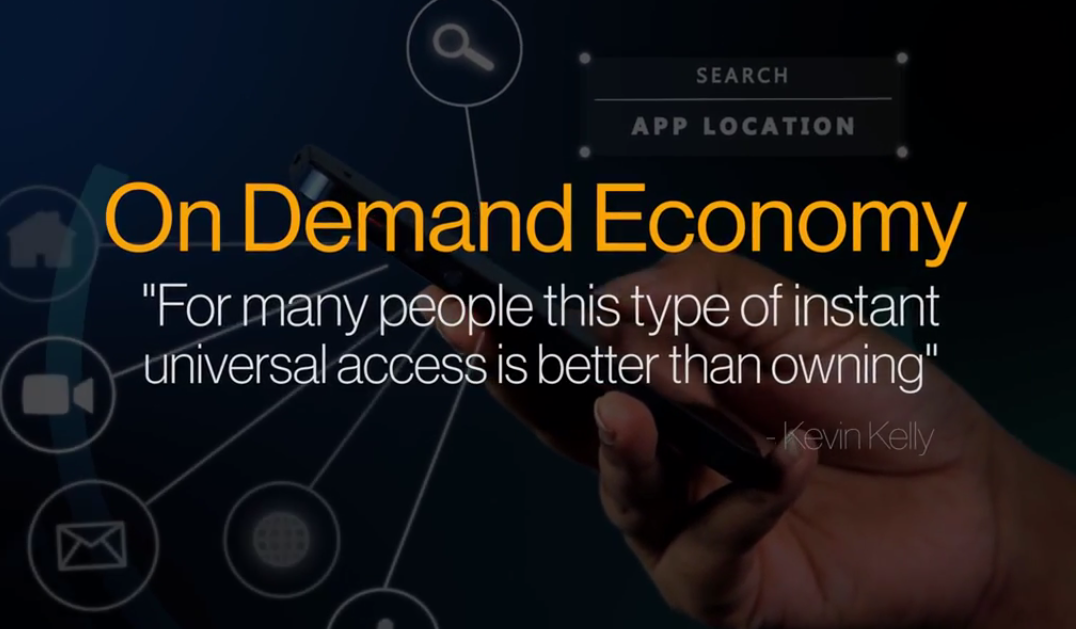 SEARCH
APP LOCATION
On Demand Economy
"For many people this type of instant
universal access is better than owning"
- Kevin Kelly